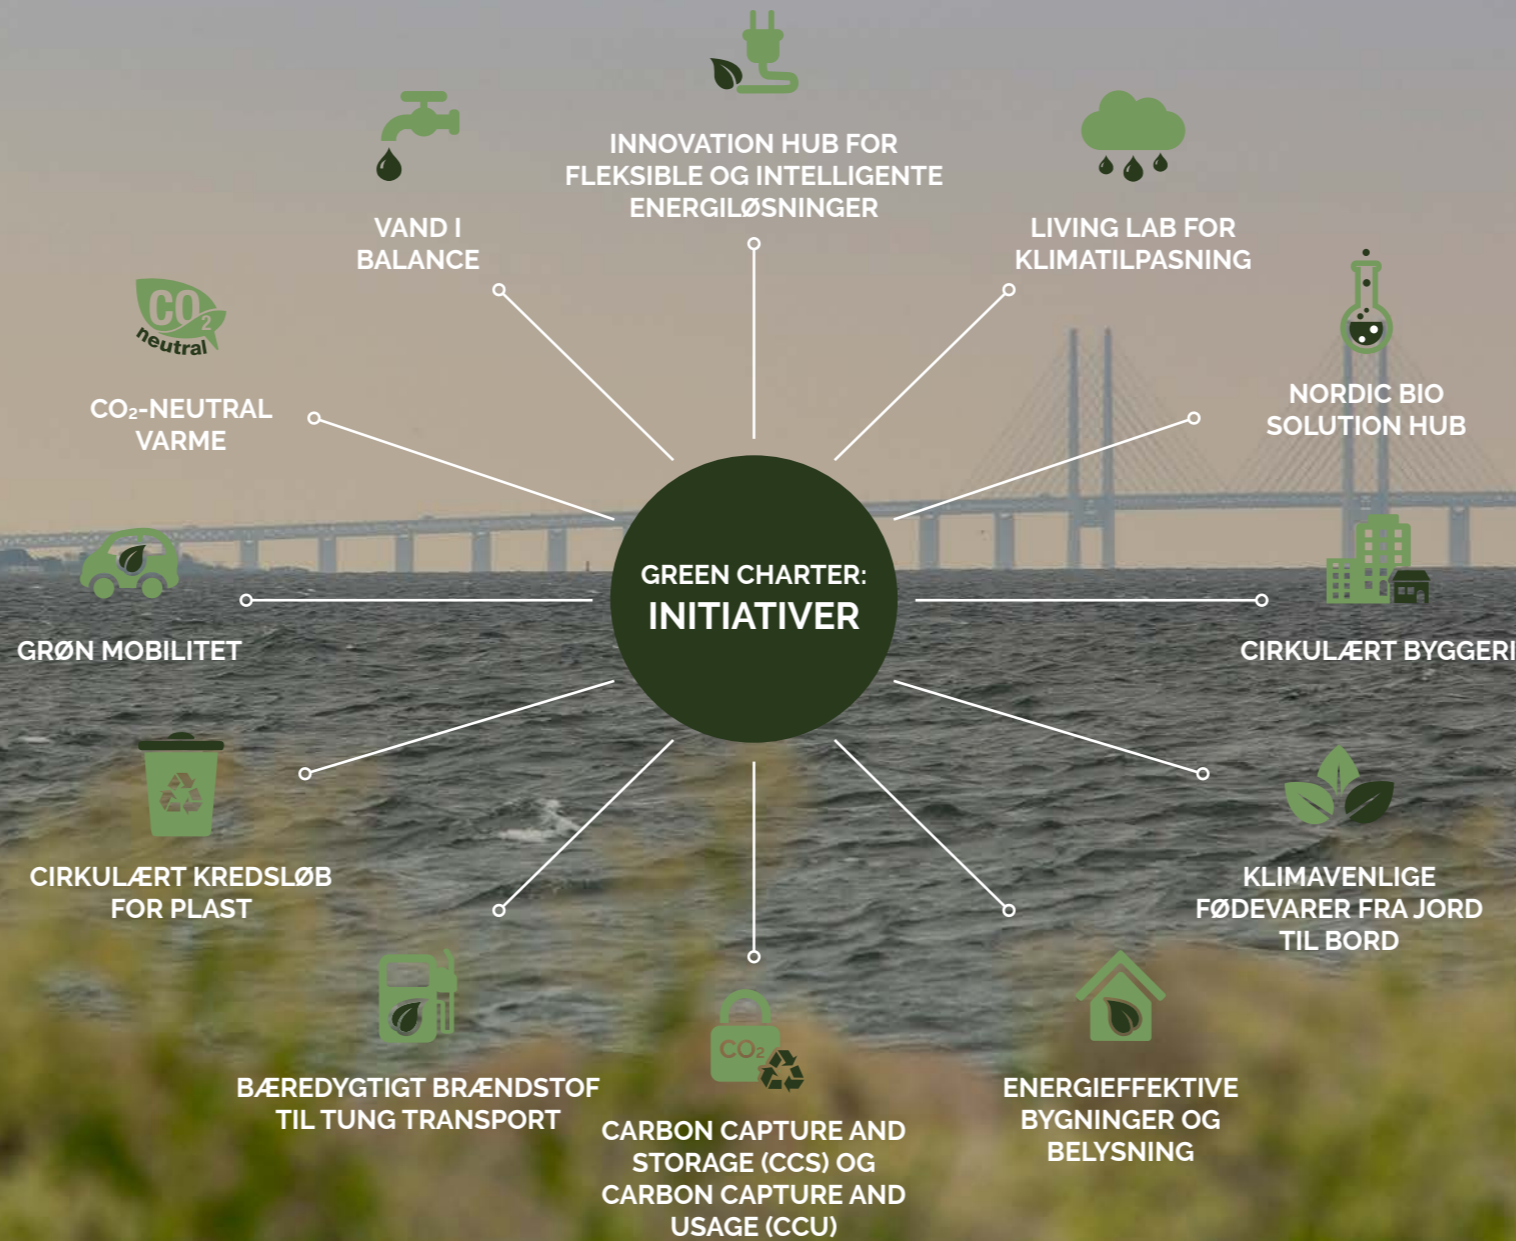 INNOVATION HUB FOR
FLEKSIBLE OG INTELLIGENTE
ENERGILØSNINGER
VAND I
BALANCE
LIVING LAB FOR
KLIMATILPASNING
CO2
neutral
CO₂-NEUTRAL
VARME
NORDIC BIO
SOLUTION HUB
GREEN CHARTER:
INITIATIVER
GRØN MOBILITET
CIRKULÆRT BYGGERI
CIRKULÆRT KREDSLØB
FOR PLAST
KLIMAVENLIGE
FØDEVARER FRA JORD
TIL BORD
BÆREDYGTIGT BRÆNDSTOF
TIL TUNG TRANSPORT
CO₂
CARBON CAPTURE AND
STORAGE (CCS) OG
CARBON CAPTURE AND
USAGE (CCU)
ENERGIEFFEKTIVE
BYGNINGER OG
BELYSNING